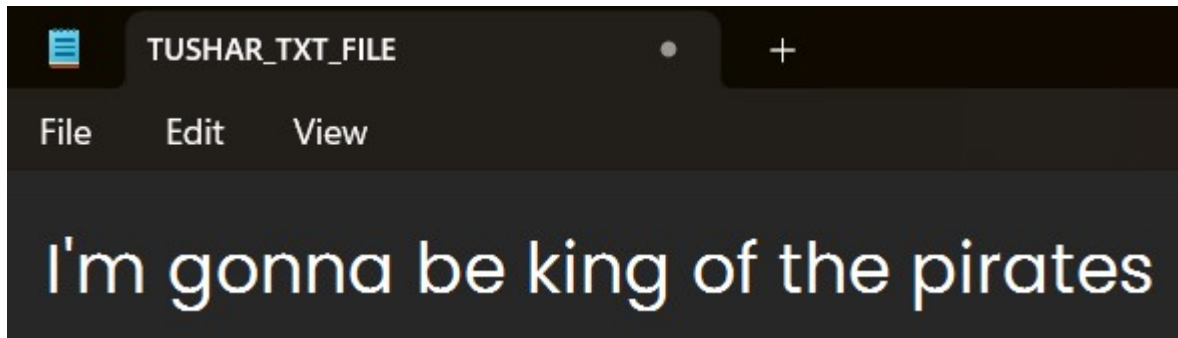 TUSHAR_TXT_FILE
File Edit View
I'm gonna be king of the pirates